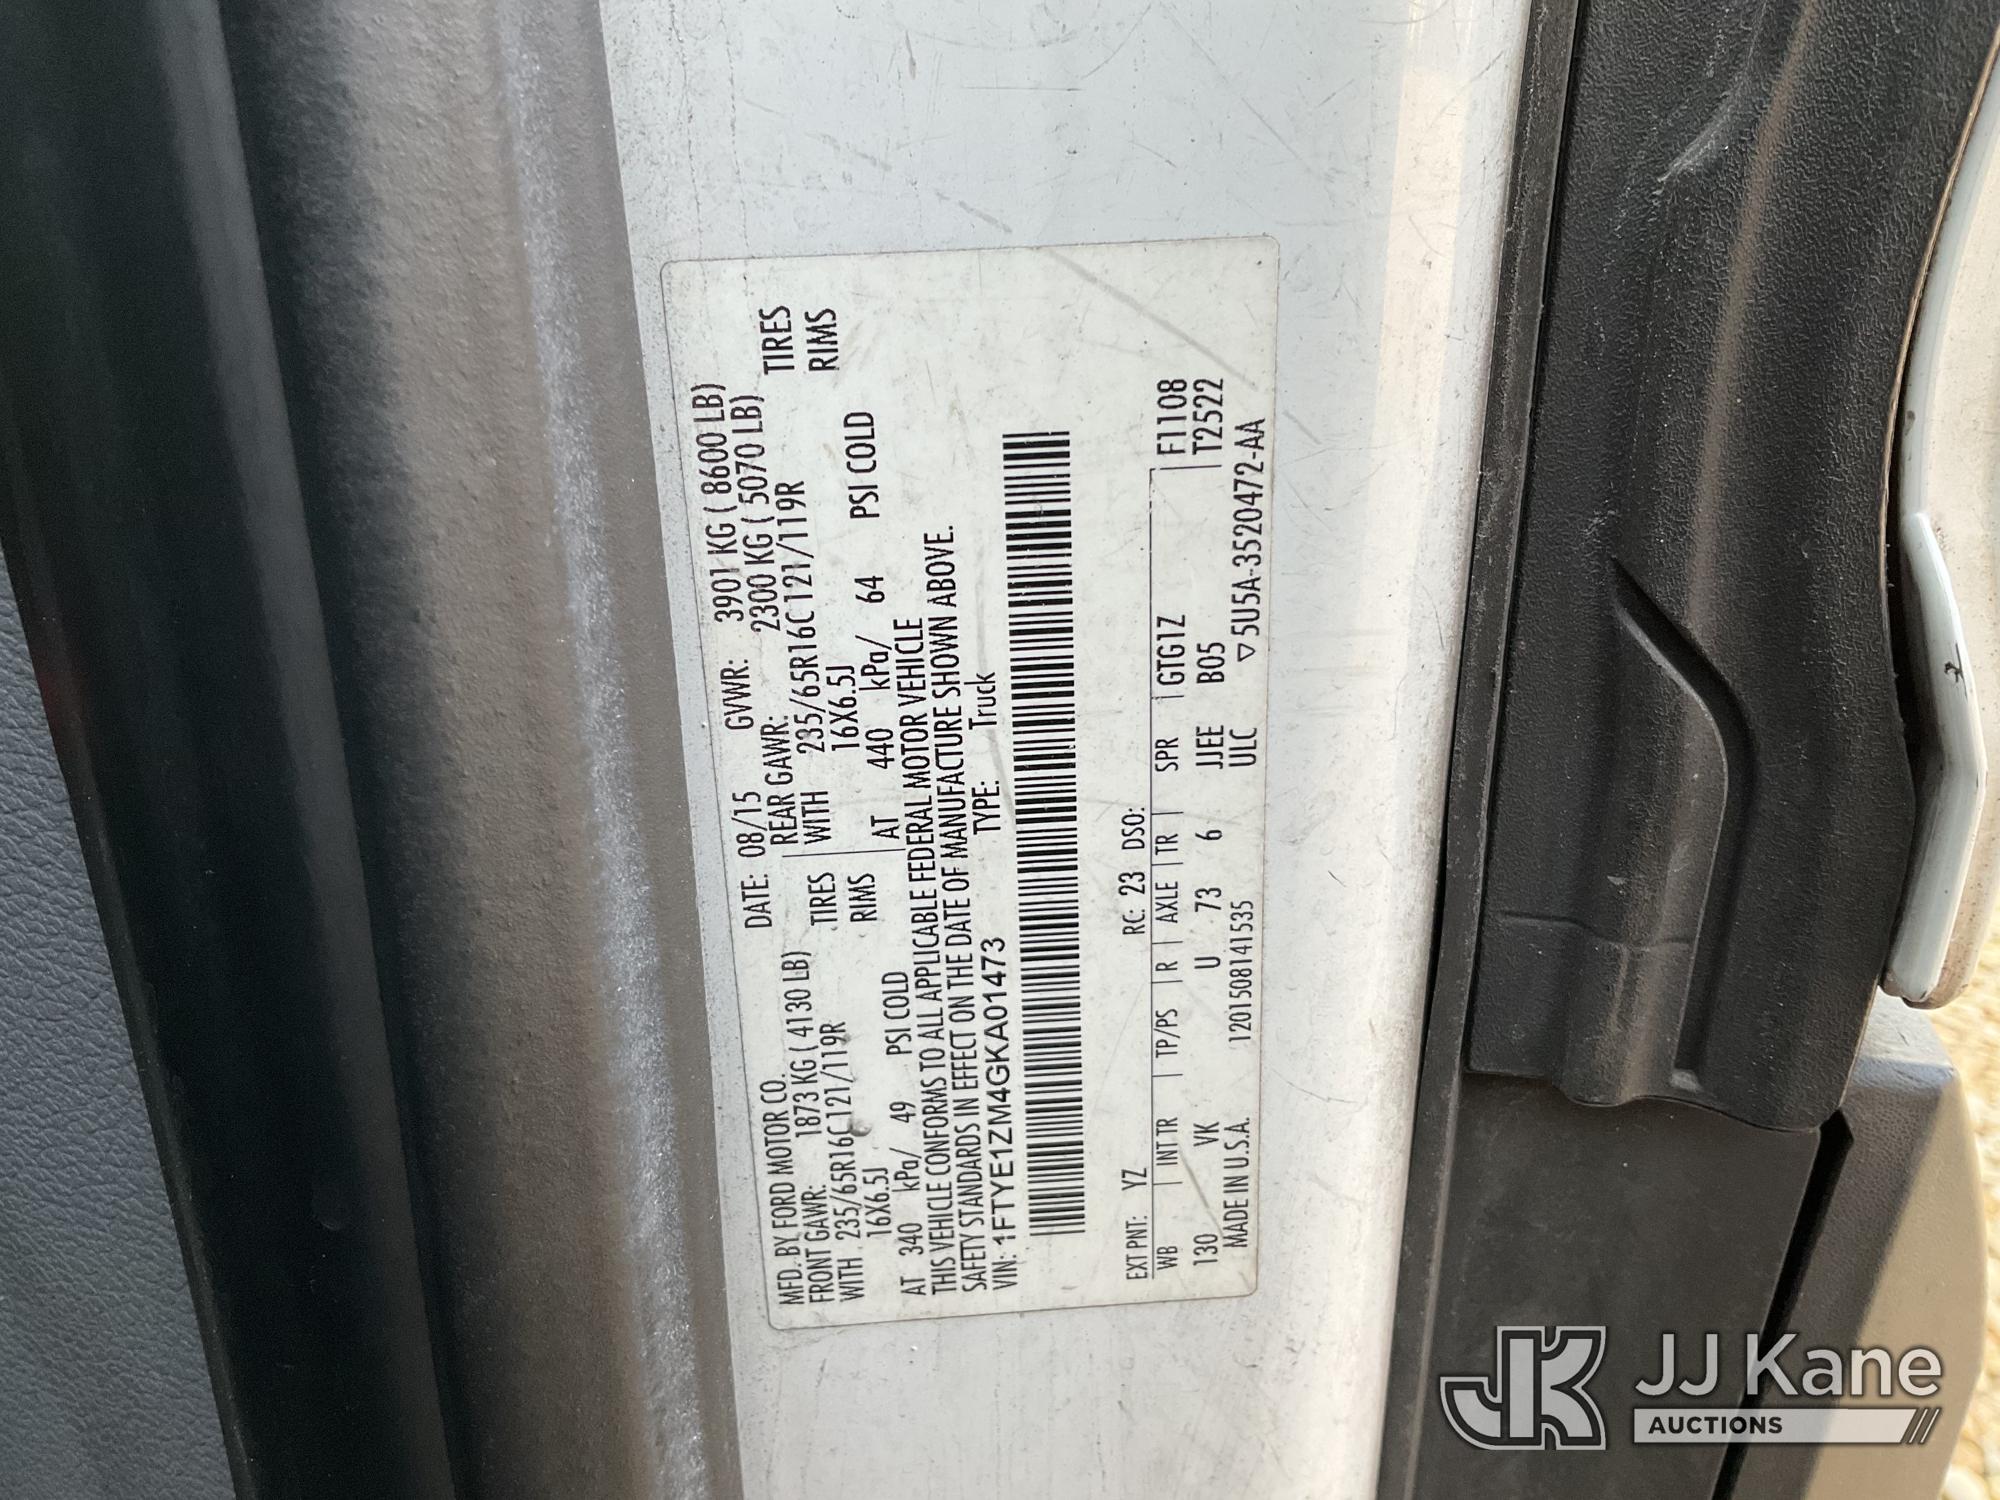 MFD. BY FORD MOTOR CO. DATE: 08/15 GVWR: 3901 KG ( 8600 LB)
FRONT GAWR: 1873 KG ( 4130 LB) REAR GAWR: 2300 KG ( 5070 LB)
WITH 235/65R16C121/119R TIRES WITH 235/65R16C121/119R TIRES
16X6.5J RIMS 16X6.5J RIMS
AT 340 kPa/ 49 PSI COLD AT 440 kPa/ 64 PSI COLD
THIS VEHICLE CONFORMS TO ALL APPLICABLE FEDERAL MOTOR VEHICLE
SAFETY STANDARDS IN EFFECT ON THE DATE OF MANUFACTURE SHOWN ABOVE.
VIN: 1FTYE1ZM4GKA01473 TYPE: Truck
EXT PNT: YZ RC: 23 DSO:
WB INT TR TP/PS R AXLE TR SPR GTG1Z F1108
130 VK U 73 6 JJEE B05 T2522
MADE IN U.S.A. 12015081 41535 ULC ▽5U5A-3520472-AA
JK JJ Kane
AUCTIONS